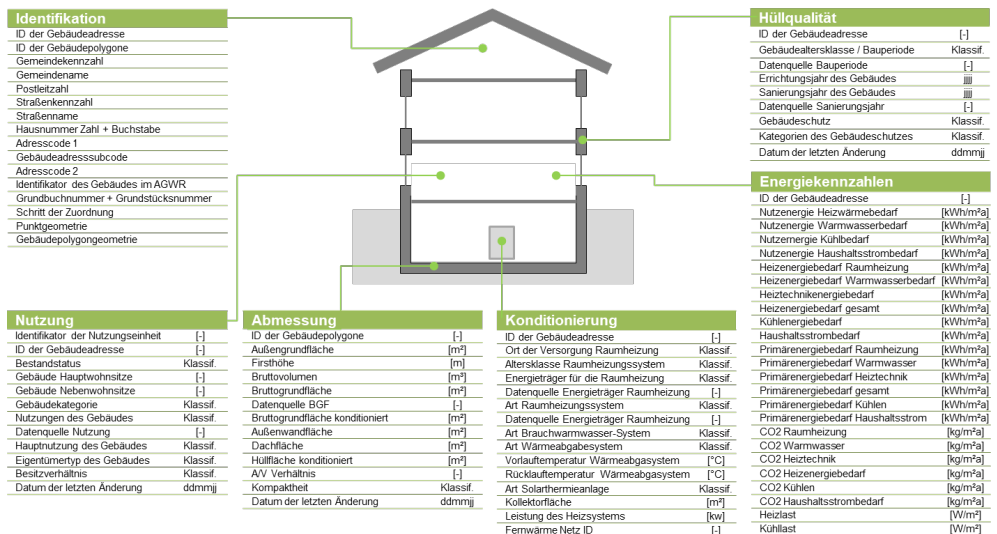 Identifikation
ID der Gebäudeadresse
ID der Gebäudepolygone
Gemeindekennzahl
Gemeindename
Postleitzahl
Straßenkennzahl
Straßenname
Hausnummer Zahl + Buchstabe
Adresscode 1
Gebäudeadresssubcode
Adresscode 2
Identifikator des Gebäudes im AGWR
Grundbuchnummer + Grundstücksnummer
Schritt der Zuordnung
Punktgeometrie
Gebäudepolygongeometrie
Hüllqualität
ID der Gebäudeadresse [-]
Gebäudealtersklasse / Bauperiode Klassif.
Datenquelle Bauperiode [-]
Errichtungsjahr des Gebäudes jjjj
Sanierungsjahr des Gebäudes jjjj
Datenquelle Sanierungsjahr [-]
Gebäudeschutz Klassif.
Kategorien des Gebäudeschutzes Klassif.
Datum der letzten Änderung ddmmjj
Energiekennzahlen
ID der Gebäudeadresse [-]
Nutzenergie Heizwärmebedarf [kWh/m²a]
Nutzenergie Warmwasserbedarf [kWh/m²a]
Nutzernergie Kühlbedarf [kWh/m²a]
Nutzenergie Haushaltsstrombedarf [kWh/m²a]
Heizenergiebedarf Raumheizung [kWh/m²a]
Heizenergiebedarf Warmwasserbedarf [kWh/m²a]
Heiztechnikenergiebedarf [kWh/m²a]
Heizenergiebedarf gesamt [kWh/m²a]
Kühlenergiebedarf [kWh/m²a]
Haushaltsstrombedarf [kWh/m²a]
Primärenergiebedarf Raumheizung [kWh/m²a]
Primärenergiebedarf Warmwasser [kWh/m²a]
Primärenergiebedarf Heiztechnik [kWh/m²a]
Primärenergiebedarf gesamt [kWh/m²a]
Primärenergiebedarf Kühlen [kWh/m²a]
Primärenergiebedarf Haushaltsstrom [kWh/m²a]
CO2 Raumheizung [kg/m²a]
CO2 Warmwasser [kg/m²a]
CO2 Heiztechnik [kg/m²a]
CO2 Heizenergiebedarf [kg/m²a]
CO2 Kühlen [kg/m²a]
CO2 Haushaltsstrombedarf [kg/m²a]
Heizlast [W/m²]
Kühllast [W/m²]
Nutzung
Identifikator der Nutzungseinheit [-]
ID der Gebäudeadresse [-]
Bestandstatus Klassif.
Gebäude Hauptwohnsitze [-]
Gebäude Nebenwohnsitze [-]
Gebäudekategorie Klassif.
Nutzungen des Gebäudes Klassif.
Datenquelle Nutzung [-]
Hauptnutzung des Gebäudes Klassif.
Eigentümertyp des Gebäudes Klassif.
Besitzverhältnis Klassif.
Datum der letzten Änderung ddmmjj
Abmessung
ID der Gebäudepolygone [-]
Außengrundfläche [m²]
Firsthöhe [m]
Bruttovolumen [m³]
Bruttogrundfläche [m²]
Datenquelle BGF [-]
Bruttogrundfläche konditioniert [m²]
Außenwandfläche [m²]
Dachfläche [m²]
Hüllfläche konditioniert [m²]
A/V Verhältnis [-]
Kompaktheit Klassif.
Datum der letzten Änderung ddmmjj
Konditionierung
ID der Gebäudeadresse [-]
Ort der Versorgung Raumheizung Klassif.
Altersklasse Raumheizungssystem Klassif.
Energieträger für die Raumheizung Klassif.
Datenquelle Energieträger Raumheizung [-]
Art Raumheizungssystem Klassif.
Datenquelle Energieträger Raumheizung [-]
Art Brauchwarmwasser-System Klassif.
Art Wärmeabgabesystem Klassif.
Vorlauftemperatur Wärmeabgasystem [°C]
Rücklauftemperatur Wärmeabgasystem [°C]
Art Solarthermieanlage Klassif.
Kollektorfläche [m²]
Leistung des Heizsystems [kw]
Fernwärme Netz ID [-]